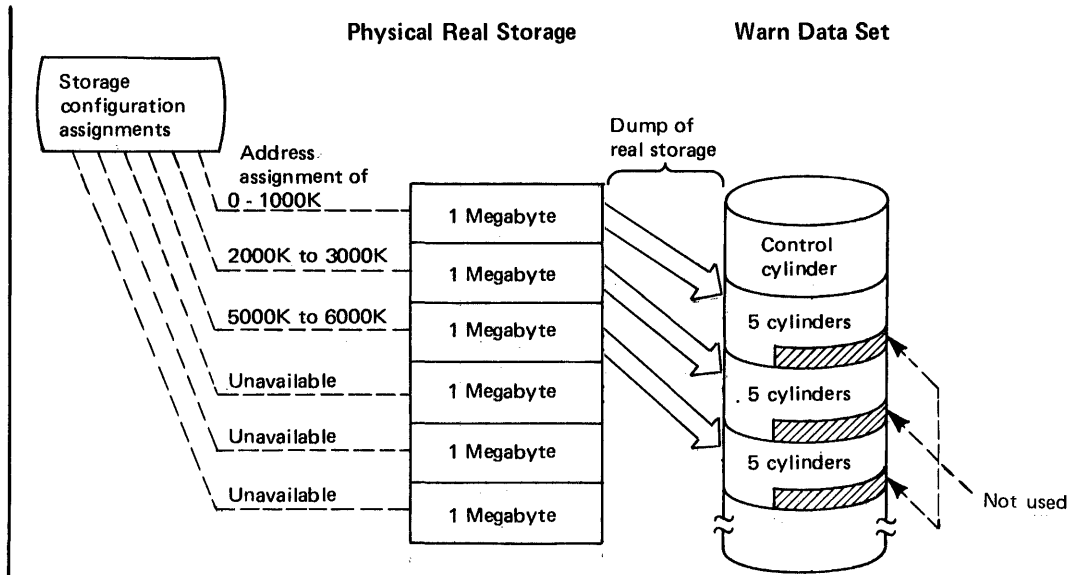 Physical Real Storage
Warn Data Set
Storage
configuration
assignments
Dump of
real storage
Address
assignment of
0 - 1000K
2000K to 3000K
5000K to 6000K
Unavailable
Unavailable
Unavailable
1 Megabyte
1 Megabyte
1 Megabyte
1 Megabyte
1 Megabyte
1 Megabyte
Control
cylinder
5 cylinders
5 cylinders
5 cylinders
Not used